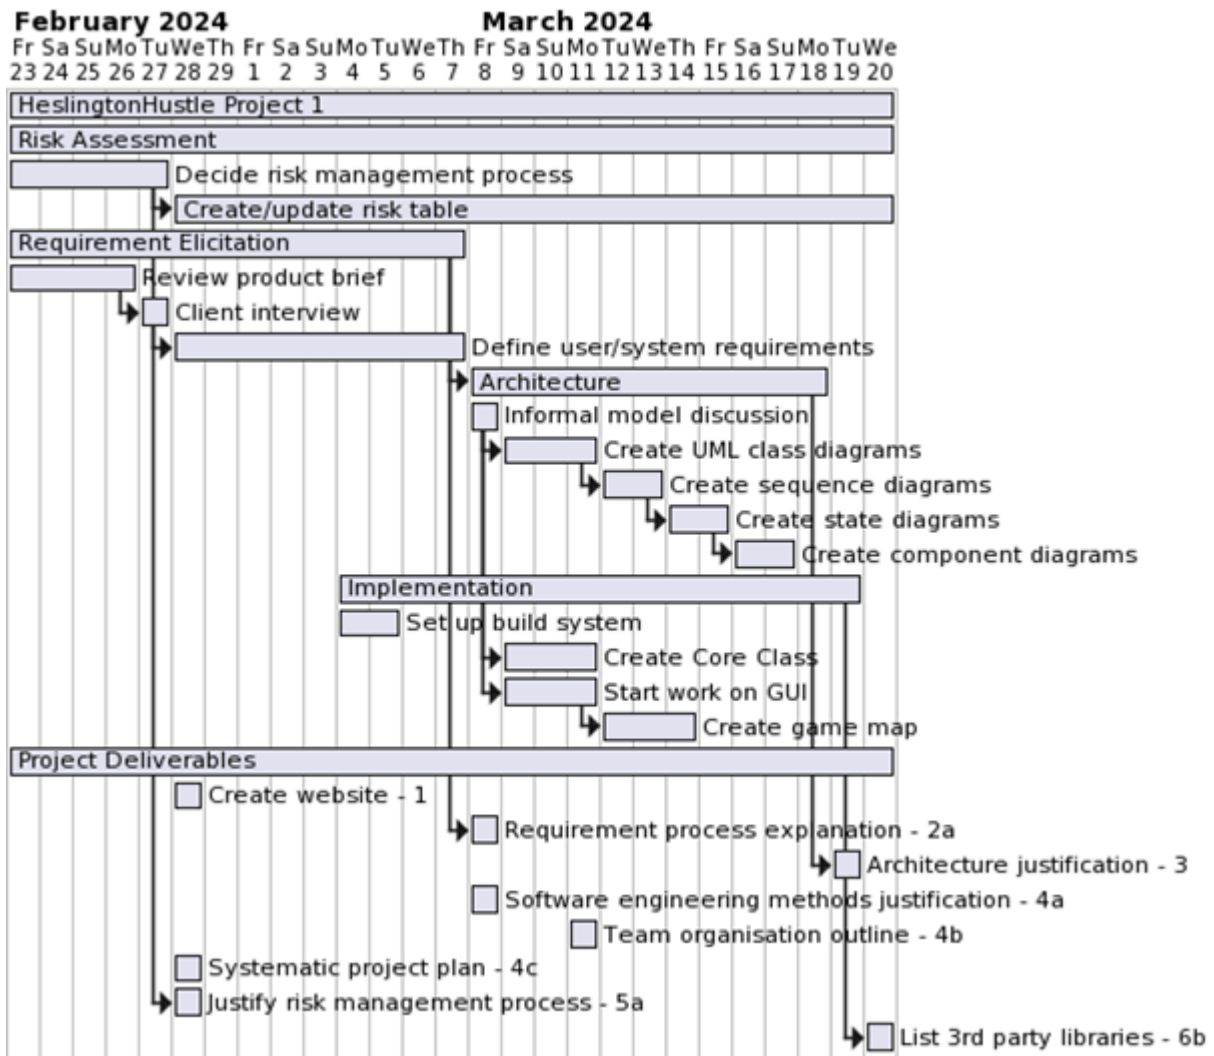 February 2024 March 2024
Fr Sa Su Mo Tu We Th Fr Sa Su Mo Tu We Th Fr Sa Su Mo Tu We Th Fr Sa Su Mo Tu We
23 24 25 26 27 28 29 1 2 3 4 5 6 7 8 9 10 11 12 13 14 15 16 17 18 19 20
HeslingtonHustle Project 1
Risk Assessment
Decide risk management process
Create/update risk table
Requirement Elicitation
Review product brief
Client interview
Define user/system requirements
Architecture
Informal model discussion
Create UML class diagrams
Create sequence diagrams
Create state diagrams
Create component diagrams
Implementation
Set up build system
Create Core Class
Start work on GUI
Create game map
Project Deliverables
Create website - 1
Requirement process explanation - 2a
Architecture justification - 3
Software engineering methods justification - 4a
Team organisation outline - 4b
Systematic project plan - 4c
Justify risk management process - 5a
List 3rd party libraries - 6b